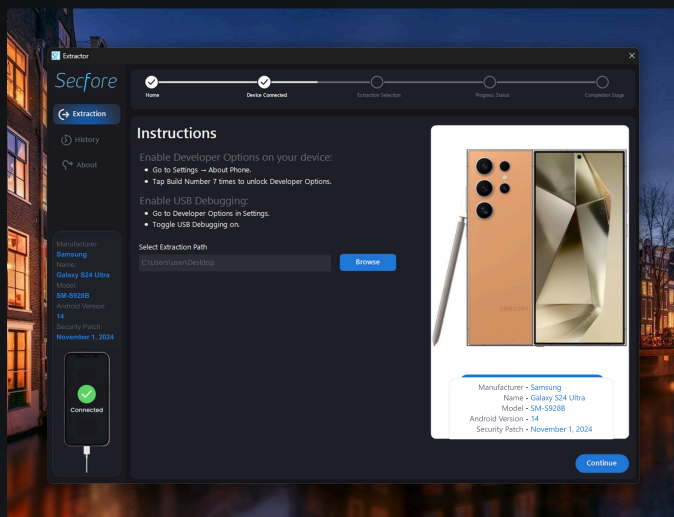 Extractor
Secfore
Home
Device Connected
Extraction Selection
Progress Status
Completion Stage
Extraction
History
About
Instructions
Enable Developer Options on your device:
Go to Settings → About Phone.
Tap Build Number 7 times to unlock Developer Options.
Enable USB Debugging:
Go to Developer Options in Settings.
Toggle USB Debugging on.
Select Extraction Path
C:\Users\user\Desktop
Browse
Manufacturer:
Samsung
Name:
Galaxy S24 Ultra
Model:
SM-S928B
Android Version:
14
Security Patch:
November 1, 2024
Connected
SAMSUNG
Manufacturer - Samsung
Name - Galaxy S24 Ultra
Model - SM-S928B
Android Version - 14
Security Patch - November 1, 2024
Continue